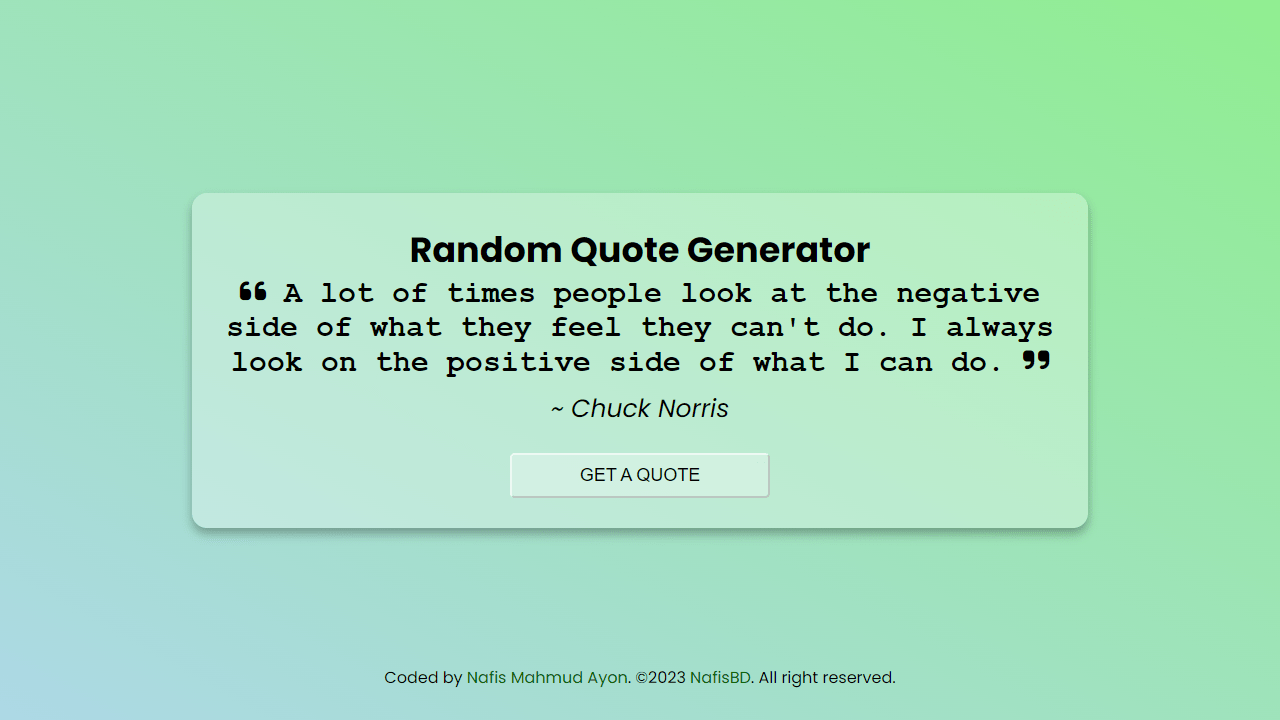 Random Quote Generator
❝ A lot of times people look at the negative
side of what they feel they can't do. I always
look on the positive side of what I can do. ❞
~ Chuck Norris
GET A QUOTE
Coded by Nafis Mahmud Ayon. ©2023 NafisBD. All right reserved.